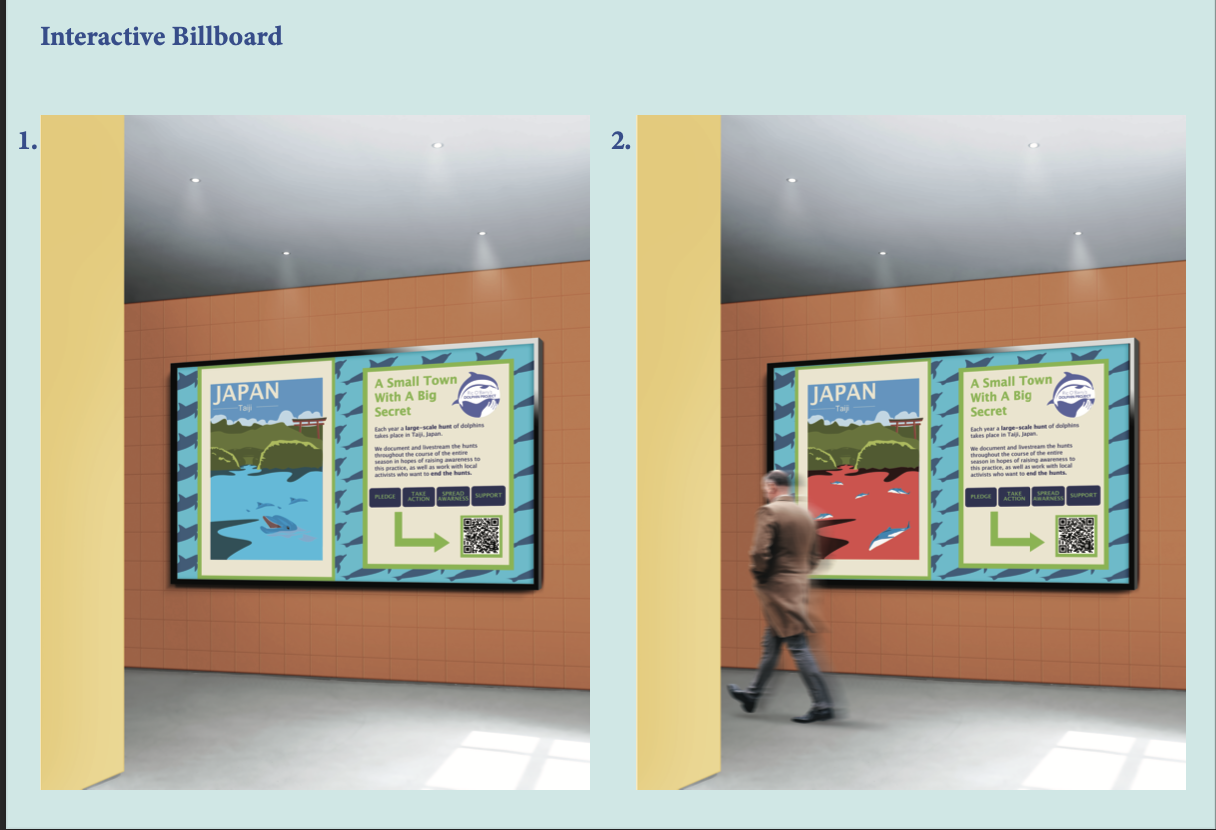 Interactive Billboard
1.
JAPAN
Taiji
A Small Town
With A Big
Secret
DOLPHIN PROJECT
Each year a large-scale hunt of dolphins
takes place in Taiji, Japan.
We document and livestream the hunts
throughout the course of the entire
season in hopes of raising awareness to
this practice, as well as work with local
activists who want to end the hunts.
PLEDGE
TAKE
ACTION
SPREAD
AWARNESS
SUPPORT
2.
JAPAN
Taiji
A Small Town
With A Big
Secret
DOLPHIN PROJECT
Each year a large-scale hunt of dolphins
takes place in Taiji, Japan.
We document and livestream the hunts
throughout the course of the entire
season in hopes of raising awareness to
this practice, as well as work with local
activists who want to end the hunts.
PLEDGE
TAKE
ACTION
SPREAD
AWARNESS
SUPPORT